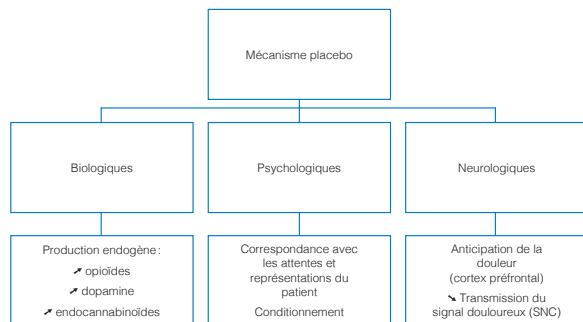 Mécanisme placebo
Biologiques
Psychologiques
Neurologiques
Production endogène :
➚ opioïdes
➚ dopamine
➚ endocannabinoïdes
Correspondance avec
les attentes et
représentations du
patient
Conditionnement
Anticipation de la
douleur
(cortex préfrontal)
➘ Transmission du
signal douloureux (SNC)